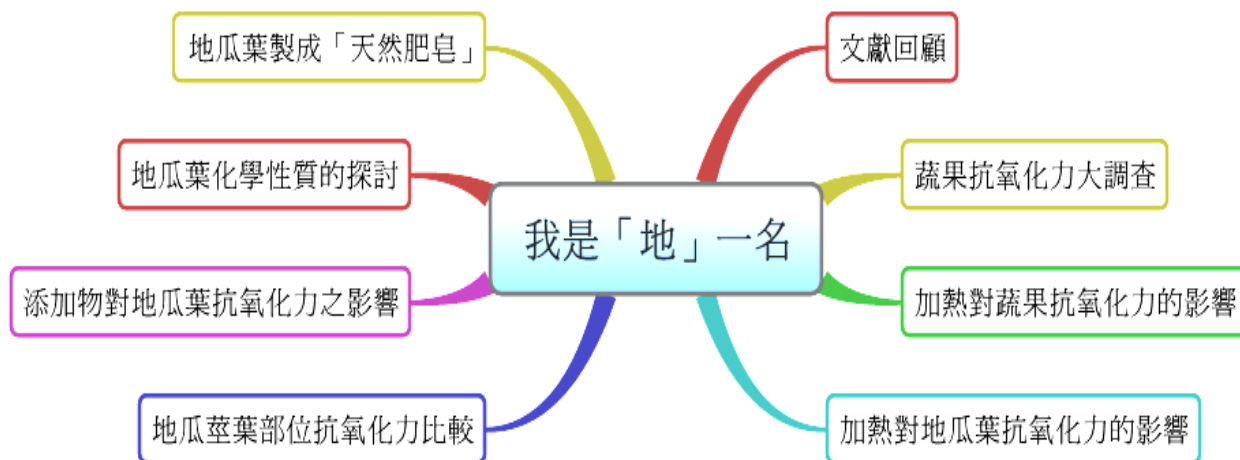 地瓜葉製成「天然肥皂」
文獻回顧
地瓜葉化學性質的探討
蔬果抗氧化力大調查
我是「地」一名
添加物對地瓜葉抗氧化力之影響
加熱對蔬果抗氧化力的影響
地瓜莖葉部位抗氧化力比較
加熱對地瓜葉抗氧化力的影響